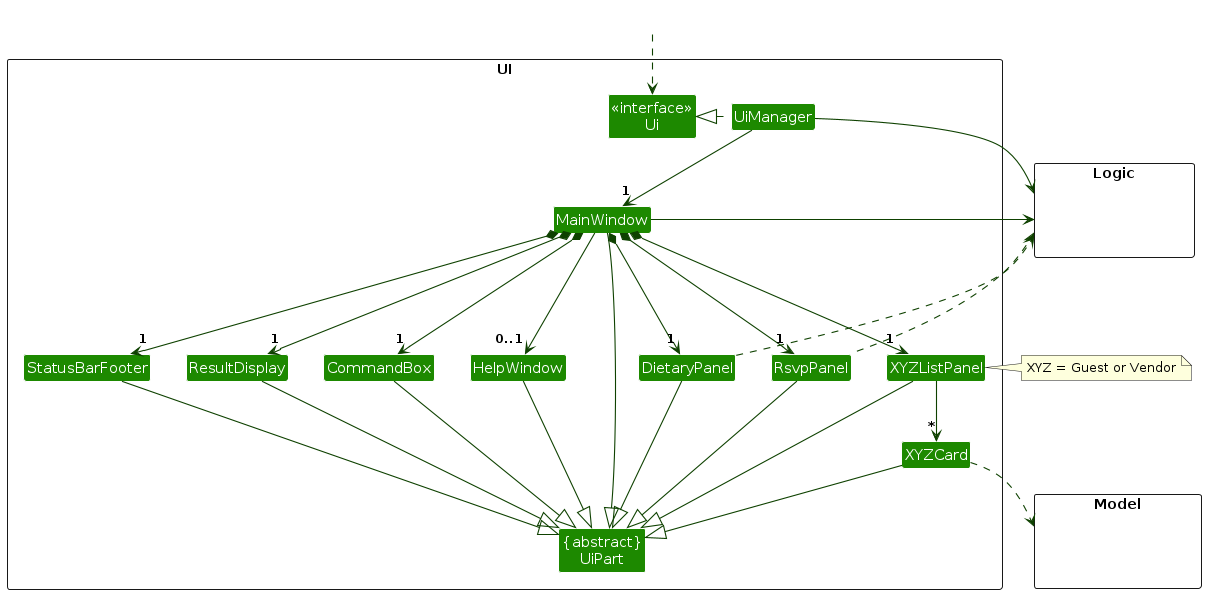 UI
«interface»
Ui
UiManager
Logic
1
MainWindow
1
1
1
0..1
1
1
1
StatusBarFooter
ResultDisplay
CommandBox
HelpWindow
DietaryPanel
RsvpPanel
XYZListPanel
XYZ = Guest or Vendor
*
XYZCard
Model
{abstract}
UiPart